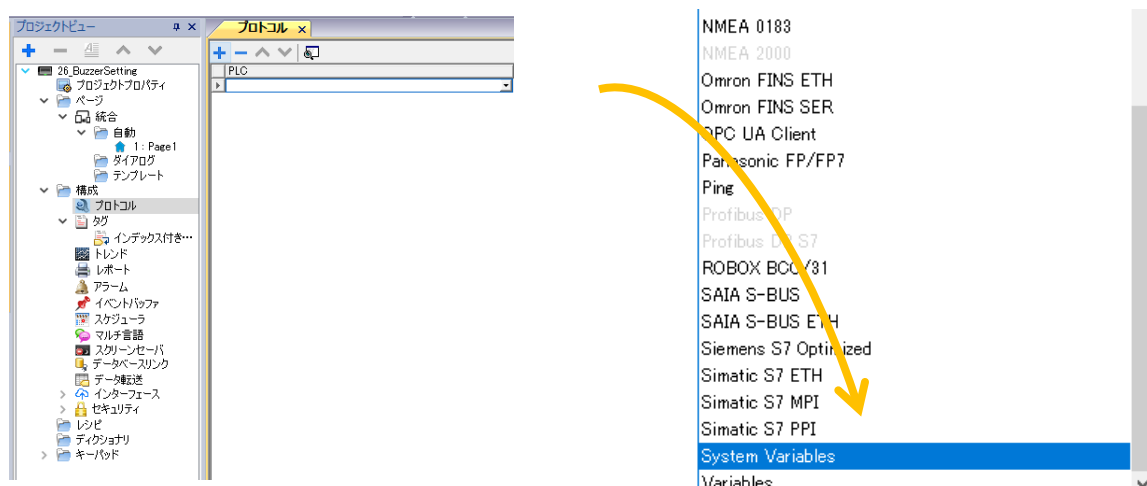 プロジェクトビュー
26_BuzzerSetting
プロジェクトプロパティ
ページ
統合
自動
1 : Page1
ダイアログ
テンプレート
構成
プロトコル
タグ
インデックス付き…
トレンド
レポート
アラーム
イベントバッファ
スケジューラ
マルチ言語
スクリーンセーバ
データベースリンク
データ転送
インターフェース
セキュリティ
レシピ
ディクショナリ
キーパッド
プロトコル
PLC
NMEA 0183
NMEA 2000
Omron FINS ETH
Omron FINS SER
OPC UA Client
Panasonic FP/FP7
Ping
Profibus DP
Profibus DP S7
ROBOX BCC/31
SAIA S-BUS
SAIA S-BUS ETH
Siemens S7 Optimized
Simatic S7 ETH
Simatic S7 MPI
Simatic S7 PPI
System Variables
Variables